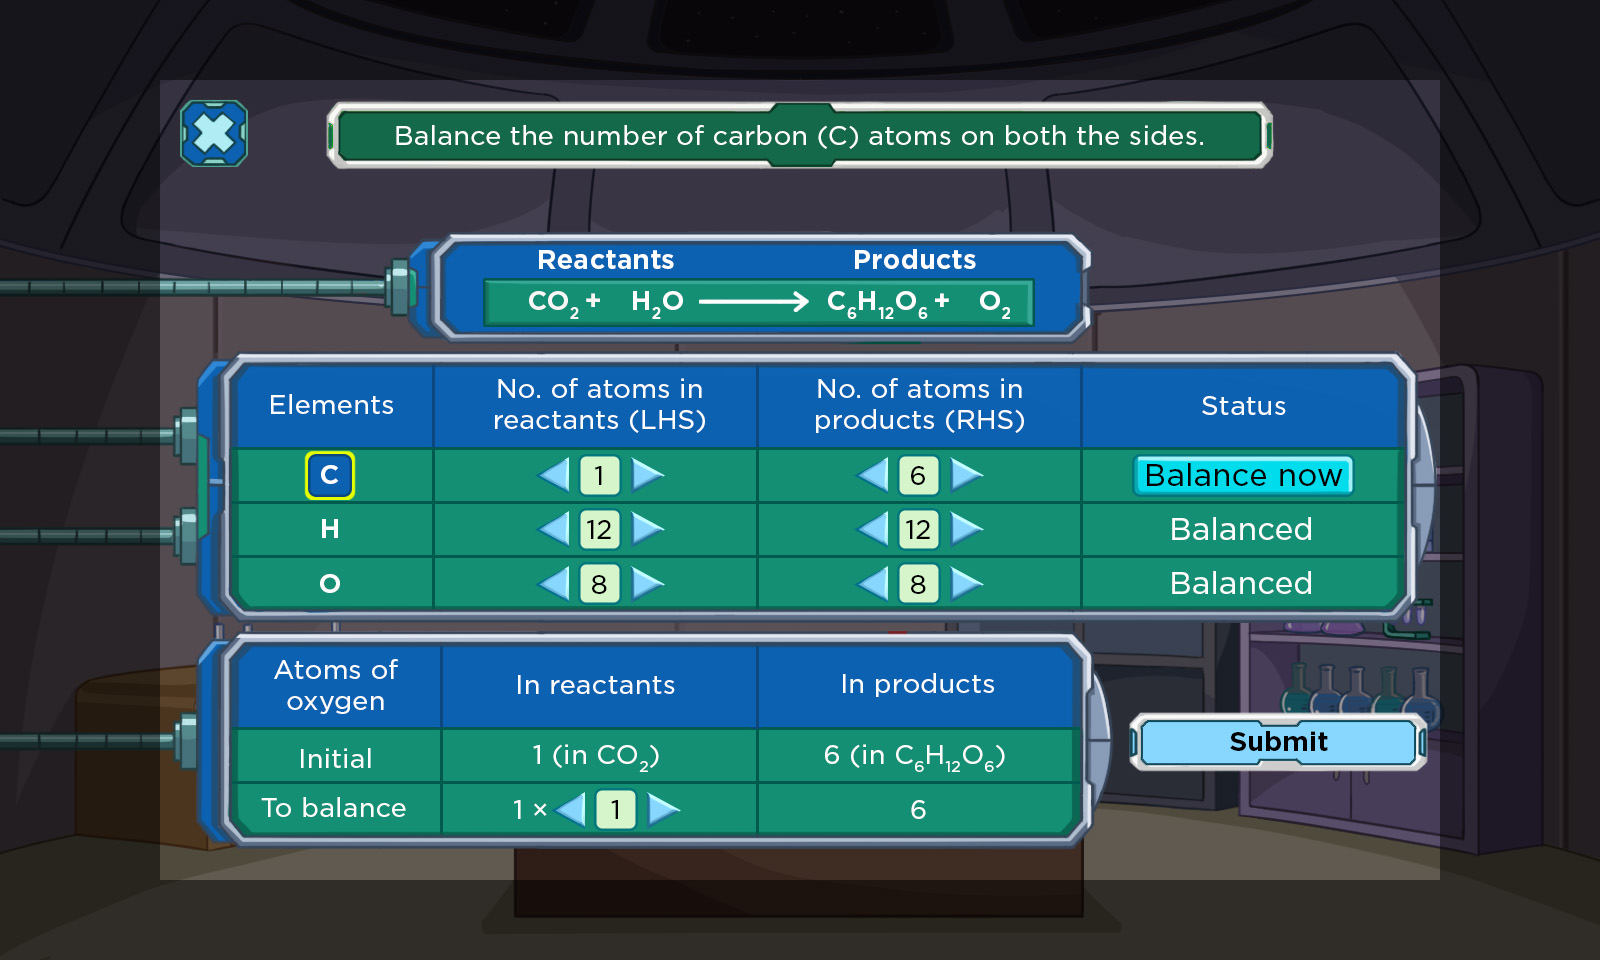 Balance the number of carbon (C) atoms on both the sides.
Reactants Products
CO₂ + H₂O ⟶ C₆H₁₂O₆ + O₂
Elements No. of atoms in reactants (LHS) No. of atoms in products (RHS) Status
C 1 6 Balance now
H 12 12 Balanced
O 8 8 Balanced
Atoms of oxygen In reactants In products
Initial 1 (in CO₂) 6 (in C₆H₁₂O₆)
To balance 1 × 1 6
Submit